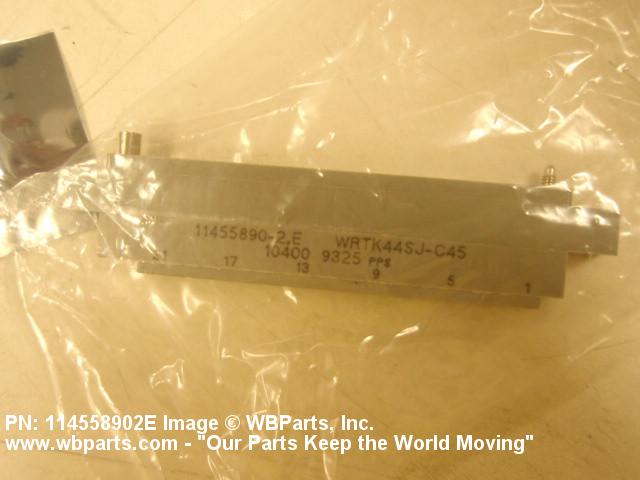 11455890-2,E WRTK44SJ-C45
10400 9325 PPS
21 17 13 9 5 1
PN: 114558902E Image © WBParts, Inc.
www.wbparts.com - "Our Parts Keep the World Moving"